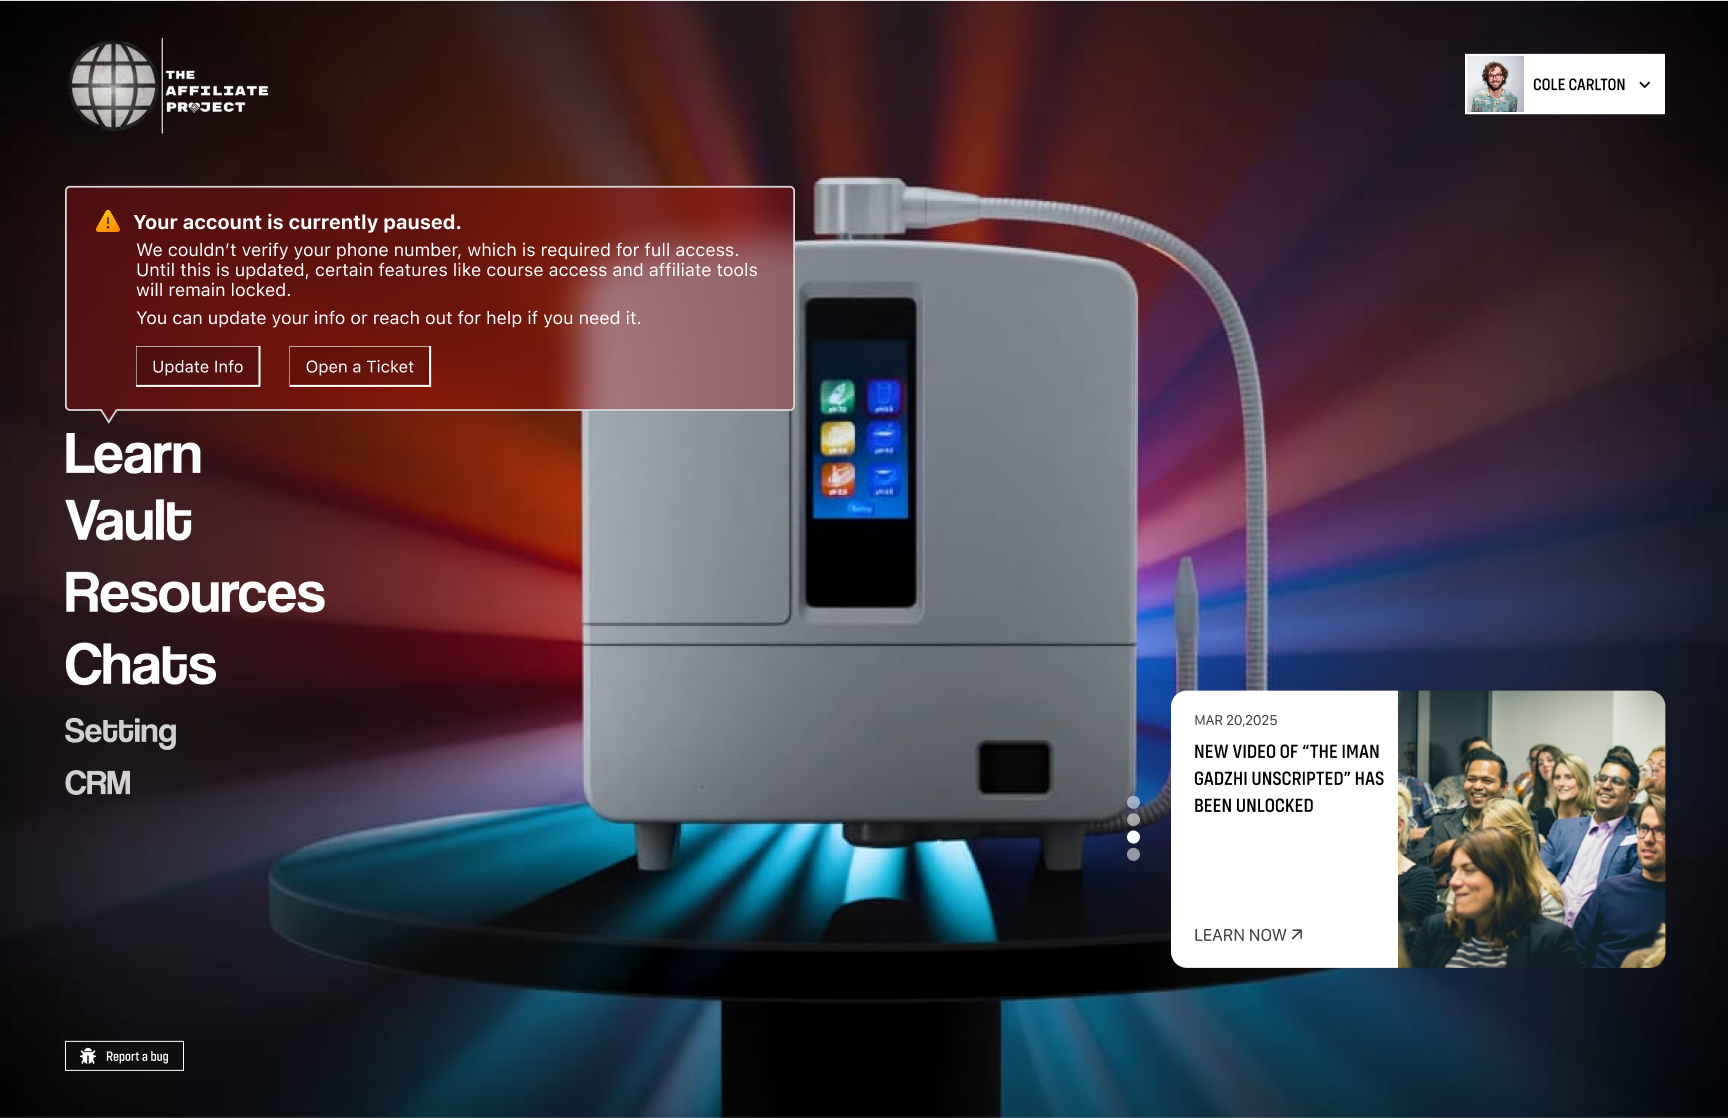 THE
AFFILIATE
PROJECT
COLE CARLTON
Your account is currently paused.
We couldn’t verify your phone number, which is required for full access.
Until this is updated, certain features like course access and affiliate tools
will remain locked.
You can update your info or reach out for help if you need it.
Update Info
Open a Ticket
Learn
Vault
Resources
Chats
Setting
CRM
MAR 20,2025
NEW VIDEO OF “THE IMAN
GADZHI UNSCRIPTED” HAS
BEEN UNLOCKED
LEARN NOW
Report a bug